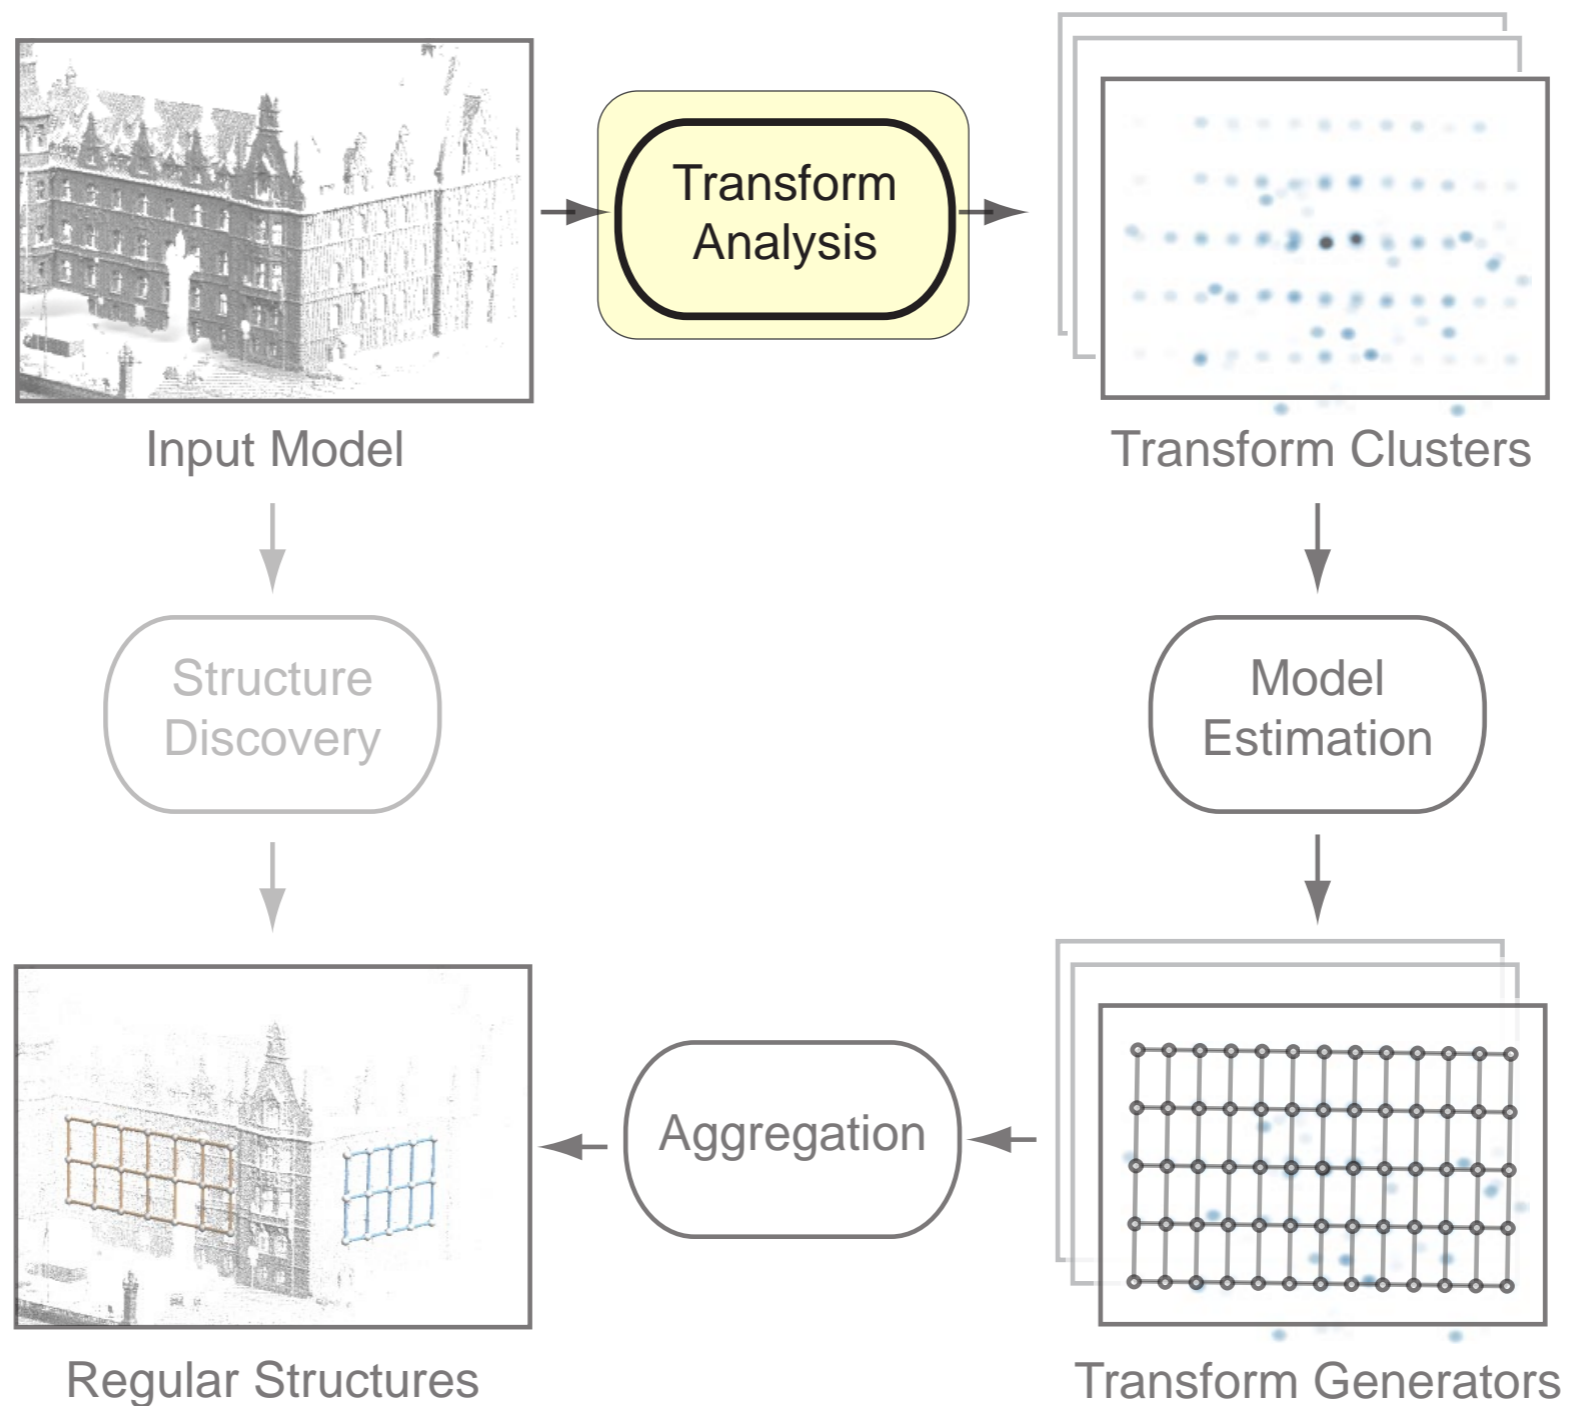 Transform
Analysis
Input Model
Transform Clusters
Structure
Discovery
Model
Estimation
Aggregation
Regular Structures
Transform Generators